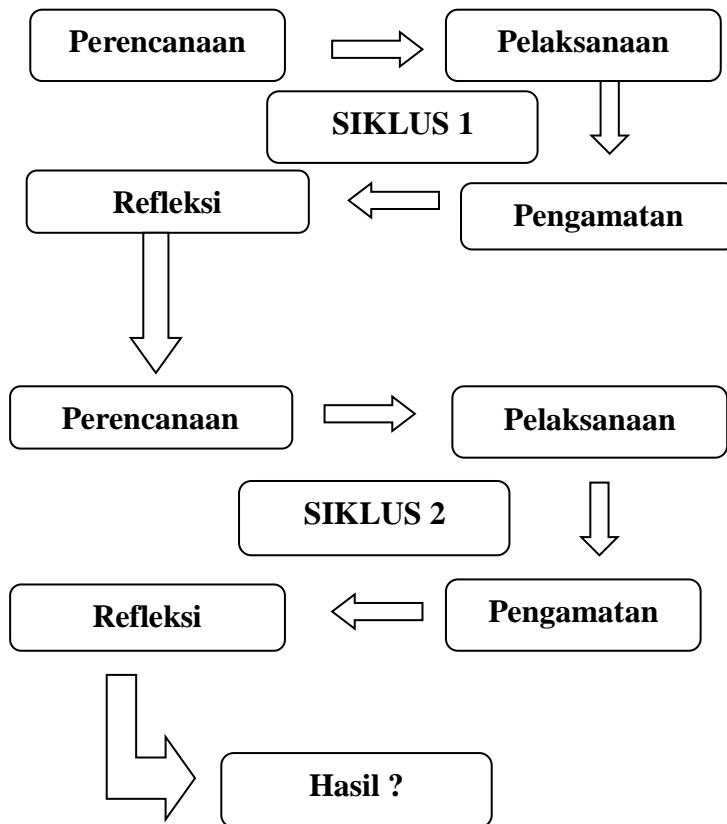 Perencanaan
Pelaksanaan
SIKLUS 1
Refleksi
Pengamatan
Perencanaan
Pelaksanaan
SIKLUS 2
Refleksi
Pengamatan
Hasil ?